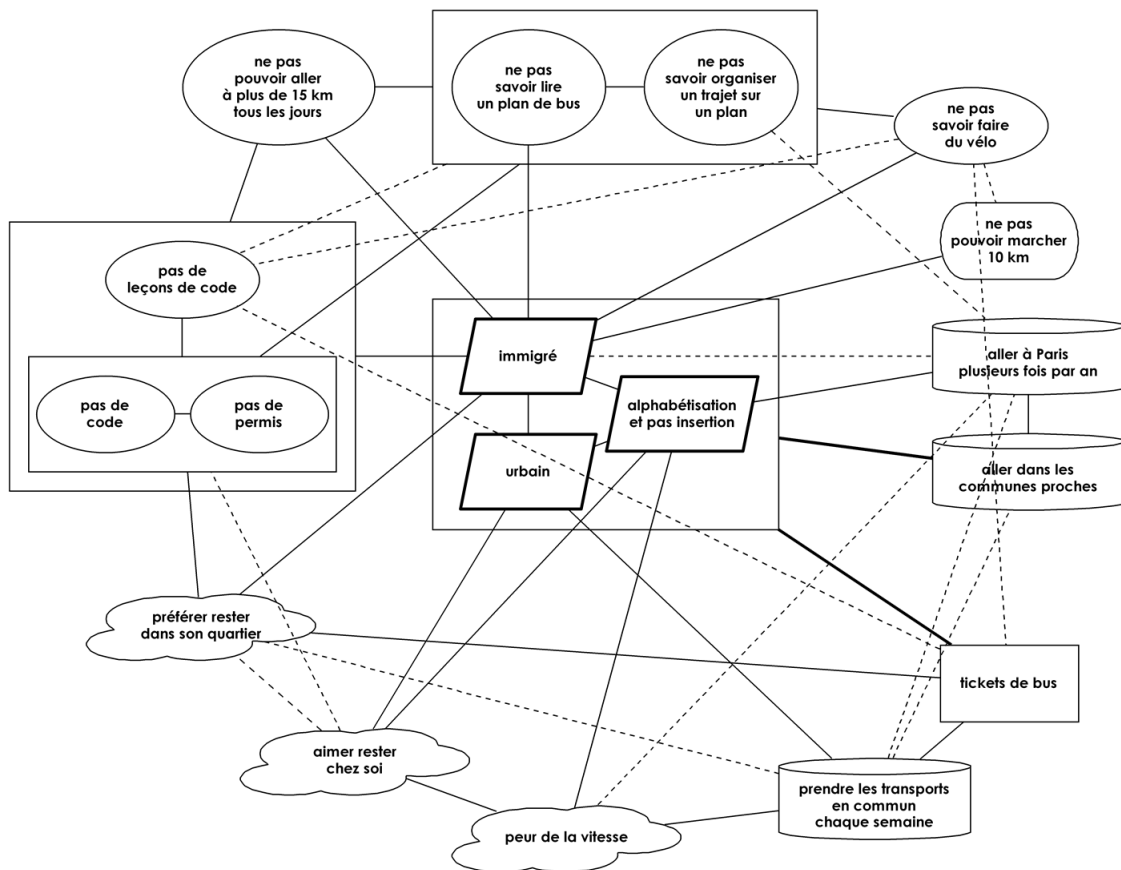 ne pas
pouvoir aller
à plus de 15 km
tous les jours
ne pas
savoir lire
un plan de bus
ne pas
savoir organiser
un trajet sur
un plan
ne pas
savoir faire
du vélo
ne pas
pouvoir marcher
10 km
pas de
leçons de code
immigré
aller à Paris
plusieurs fois par an
pas de
code
pas de
permis
alphabétisation
et pas insertion
urbain
aller dans les
communes proches
préférer rester
dans son quartier
tickets de bus
aimer rester
chez soi
prendre les transports
en commun
chaque semaine
peur de la vitesse